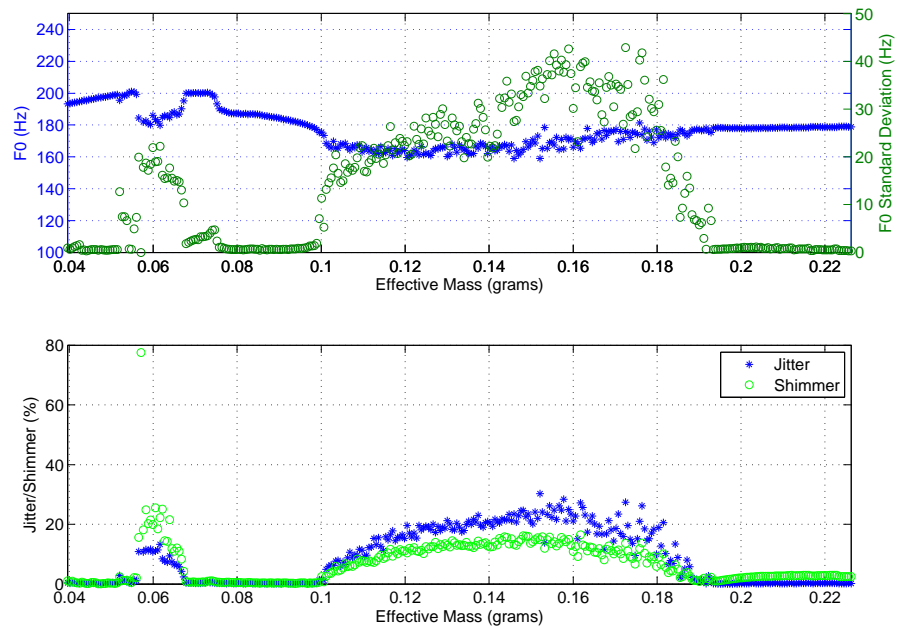 240
220
200
180
160
140
120
100
F0 (Hz)
50
40
30
20
10
0
F0 Standard Deviation (Hz)
0.04 0.06 0.08 0.1 0.12 0.14 0.16 0.18 0.2 0.22
Effective Mass (grams)
80
60
40
20
0
Jitter/Shimmer (%)
Jitter
Shimmer
0.04 0.06 0.08 0.1 0.12 0.14 0.16 0.18 0.2 0.22
Effective Mass (grams)